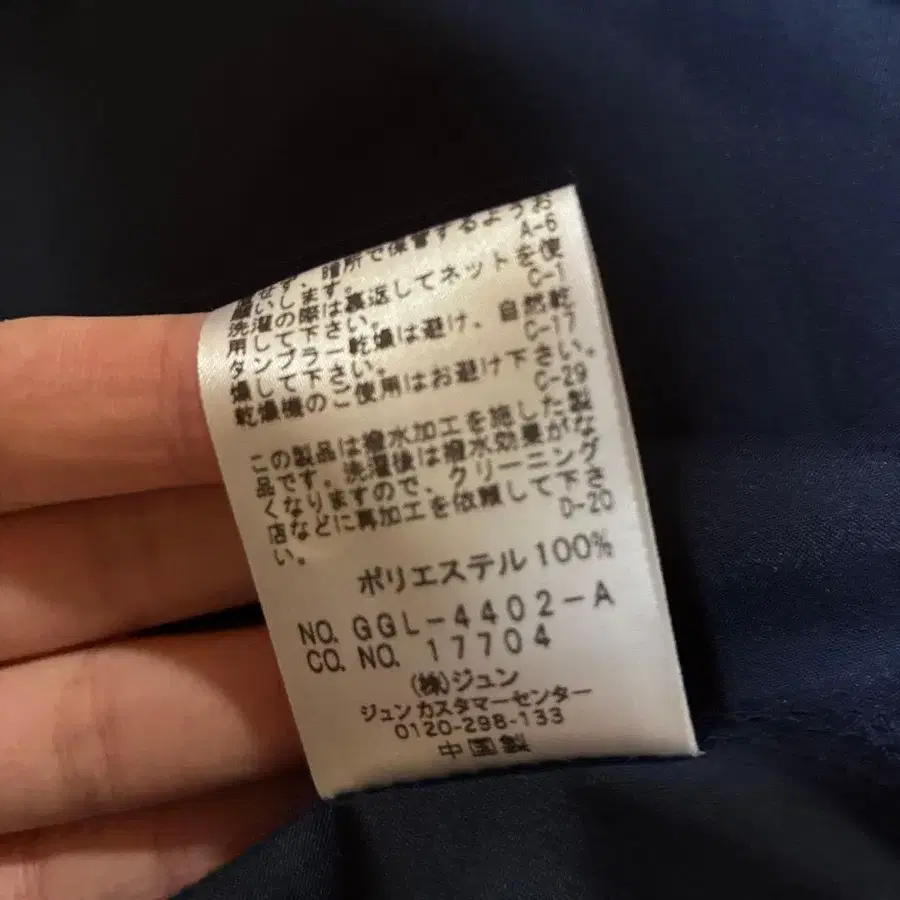 暗所で保管するようお
します。
A-6
洗濯の際は裏返してネットを使
用して下さい。
C-1
タンブラー乾燥は避け、自然乾
燥して下さい。
C-17
乾燥機のご使用はお避け下さい。
C-29
この製品は撥水加工を施した製
品です。洗濯後は撥水効果がな
くなりますので、クリーニング
店などに再加工を依頼して下さ
い。
D-20
ポリエステル100%
NO. GGL-4402-A
CO. NO. 17704
(株)ジュン
ジュン カスタマーセンター
0120-298-133
中国製